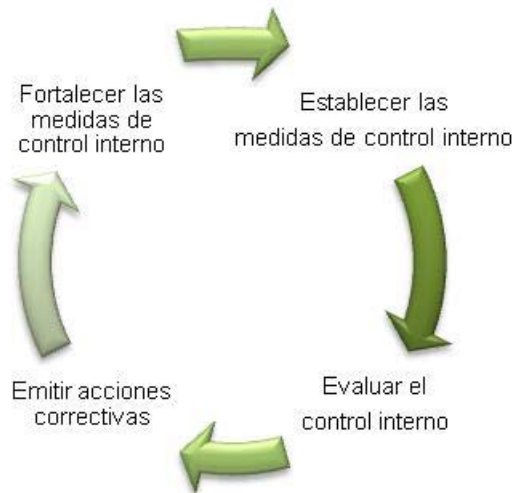 Fortalecer las
medidas de
control interno
Establecer las
medidas de control interno
Evaluar el
control interno
Emitir acciones
correctivas